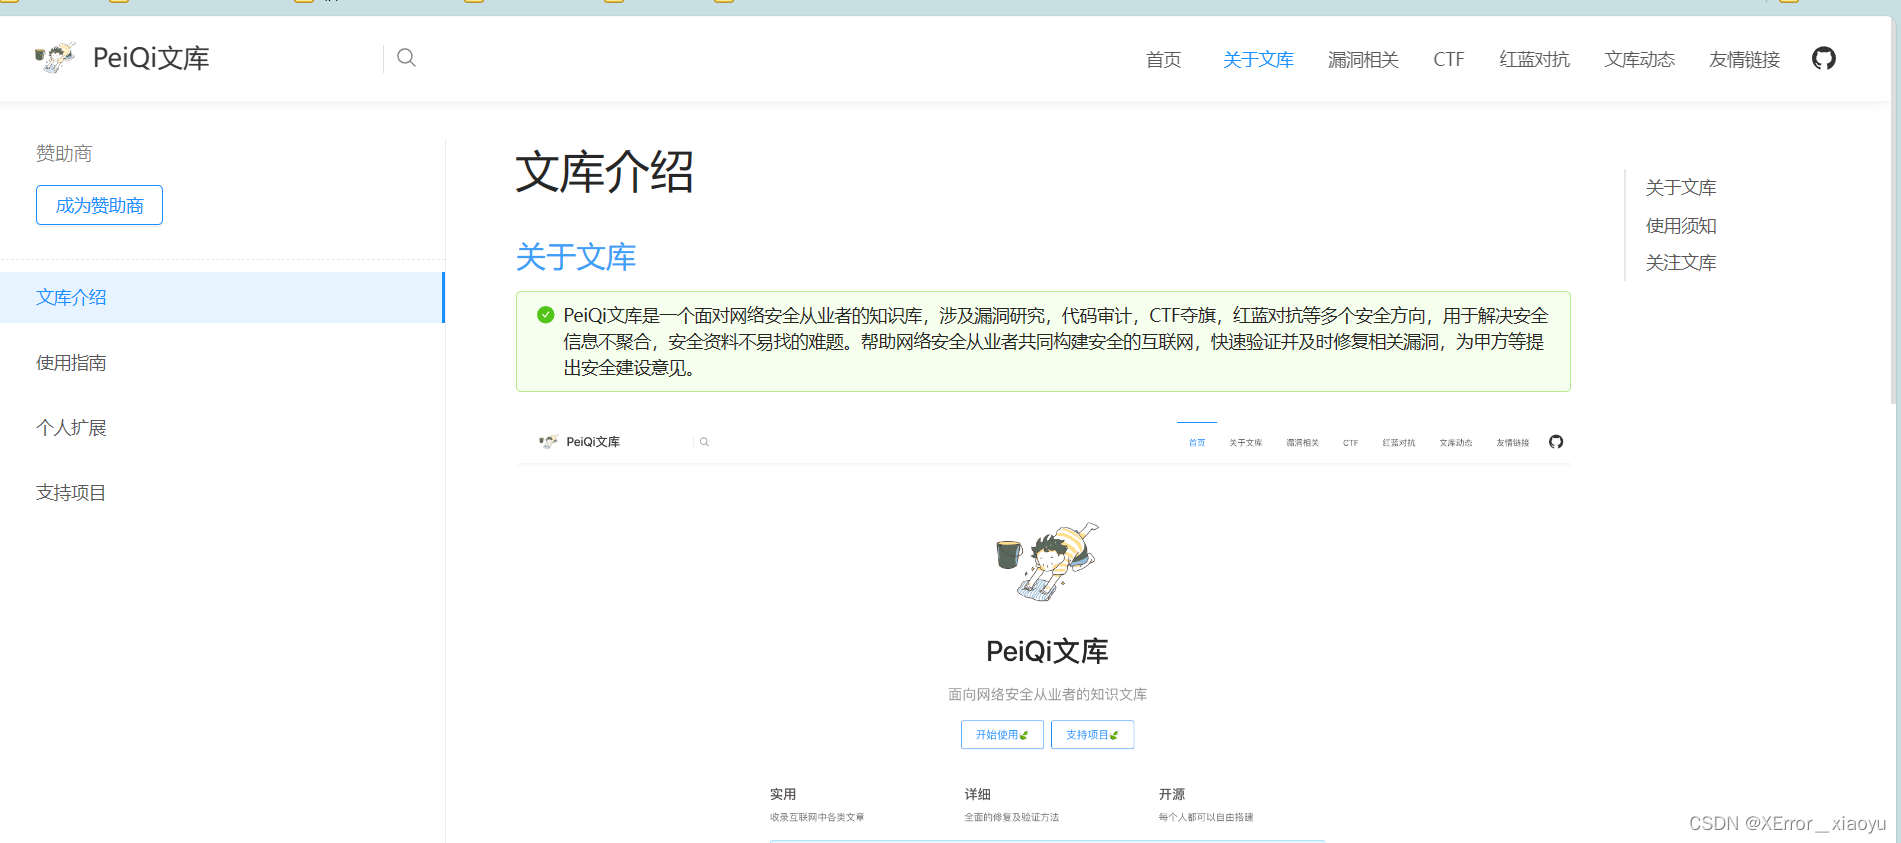 PeiQi文库
首页
关于文库
漏洞相关
CTF
红蓝对抗
文库动态
友情链接
赞助商
成为赞助商
文库介绍
使用指南
个人扩展
支持项目
文库介绍
关于文库
PeiQi文库是一个面对网络安全从业者的知识库，涉及漏洞研究，代码审计，CTF夺旗，红蓝对抗等多个安全方向，用于解决安全
信息不聚合，安全资料不易找的难题。帮助网络安全从业者共同构建安全的互联网，快速验证并及时修复相关漏洞，为甲方等提
出安全建设意见。
PeiQi文库
首页
关于文库
漏洞相关
CTF
红蓝对抗
文库动态
友情链接
PeiQi文库
面向网络安全从业者的知识文库
开始使用
支持项目
实用
收录互联网中各类文章
详细
全面的修复及验证方法
开源
每个人都可以自由搭建
关于文库
使用须知
关注文库
CSDN @XError__xiaoyu